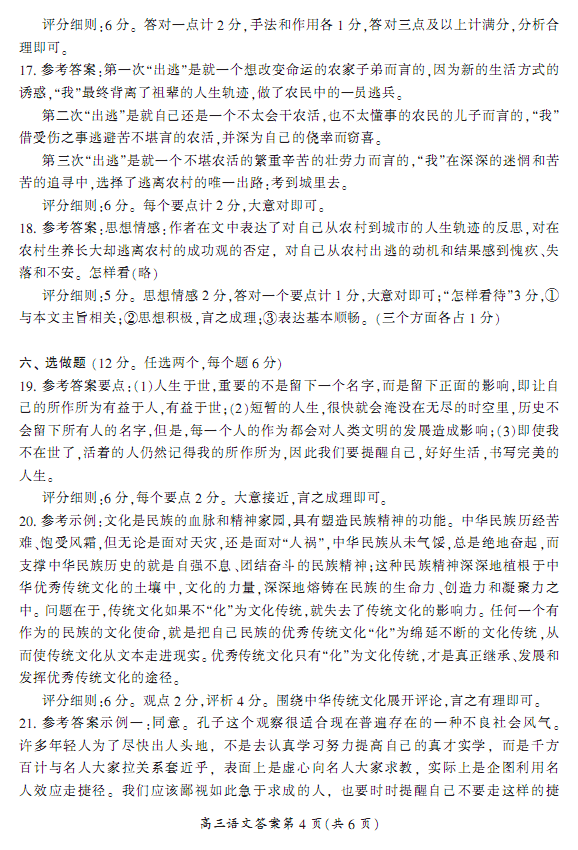 评分细则:6分。答对一点计2分,手法和作用各1分,答对三点及以上计满分,分析合
理即可。
17. 参考答案:第一次“出逃”是就一个想改变命运的农家子弟而言的,因为新的生活方式的
诱惑,“我”最终背离了祖辈的人生轨迹,做了农民中的一员逃兵。
第二次“出逃”是就自己还是一个不太会干农活,也不太懂事的农民的儿子而言的,“我”
借受伤之事逃避苦不堪言的农活,并深为自己的侥幸而窃喜。
第三次“出逃”是就一个不堪农活的繁重辛苦的壮劳力而言的,“我”在深深的迷惘和苦
苦的追寻中,选择了逃离农村的唯一出路:考到城里去。
评分细则:6分。每个要点计2分,大意对即可。
18. 参考答案:思想情感:作者在文中表达了对自己从农村到城市的人生轨迹的反思,对在
农村生养长大却逃离农村的成功观的否定,对自己从农村出逃的动机和结果感到愧疚、失
落和不安。怎样看(略)
评分细则:5分。思想情感2分,答对一个要点计1分,大意对即可;“怎样看待”3分,①
与本文主旨相关;②思想积极,言之成理;③表达基本顺畅。(三个方面各占1分)
六、选做题(12分。任选两个,每个题6分)
19. 参考答案要点:(1)人生于世,重要的不是留下一个名字,而是留下正面的影响,即让自
己的所作所为有益于人,有益于世;(2)短暂的人生,很快就会淹没在无尽的时空里,历史不
会留下所有人的名字,但是,每一个人的作为都会对人类文明的发展造成影响;(3)即使我
不在世了,活着的人仍然记得我的所作所为,因此我们要提醒自己,好好生活,书写完美的
人生。
评分细则:6分,每个要点2分。大意接近,言之成理即可。
20. 参考示例:文化是民族的血脉和精神家园,具有塑造民族精神的功能。中华民族历经苦
难、饱受风霜,但无论是面对天灾,还是面对“人祸”,中华民族从未气馁,总是绝地奋起,而
支撑中华民族历史的就是自强不息、团结奋斗的民族精神;这种民族精神深深地植根于中
华优秀传统文化的土壤中,文化的力量,深深地熔铸在民族的生命力、创造力和凝聚力之
中。问题在于,传统文化如果不“化”为文化传统,就失去了传统文化的影响力。任何一个有
作为的民族的文化使命,就是把自己民族的优秀传统文化“化”为绵延不断的文化传统,从
而使传统文化从文本走进现实。优秀传统文化只有“化”为文化传统,才是真正继承、发展和
发挥优秀传统文化的途径。
评分细则:6分。观点2分,评析4分。围绕中华传统文化展开评论,言之有理即可。
21. 参考答案示例一:同意。孔子这个观察很适合现在普遍存在的一种不良社会风气。
许多年轻人为了尽快出人头地,不是去认真学习努力提高自己的真才实学,而是千方
百计与名人大家拉关系套近乎,表面上是虚心向名人大家求教,实际上是企图利用名
人效应走捷径。我们应该鄙视如此急于求成的人,也要时时提醒自己不要走这样的捷
高三语文答案第4页(共6页)